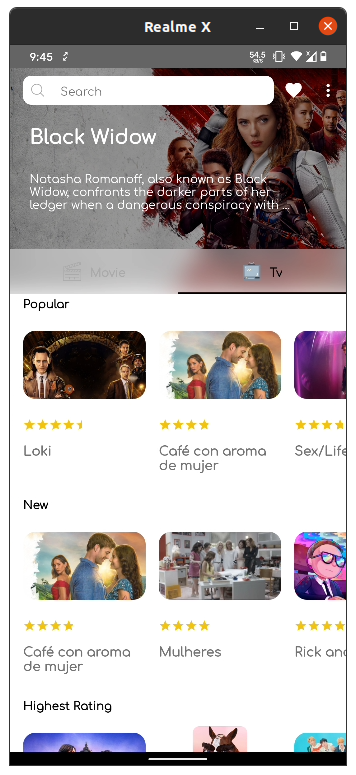 Realme X
9:45
54.5
KB/S
Search
Black Widow
Natasha Romanoff, also known as Black
Widow, confronts the darker parts of her
ledger when a dangerous conspiracy with ...
Movie
Tv
Popular
Loki
Café con aroma
de mujer
Sex/Life
New
Café con aroma
de mujer
Mulheres
Rick and
Highest Rating